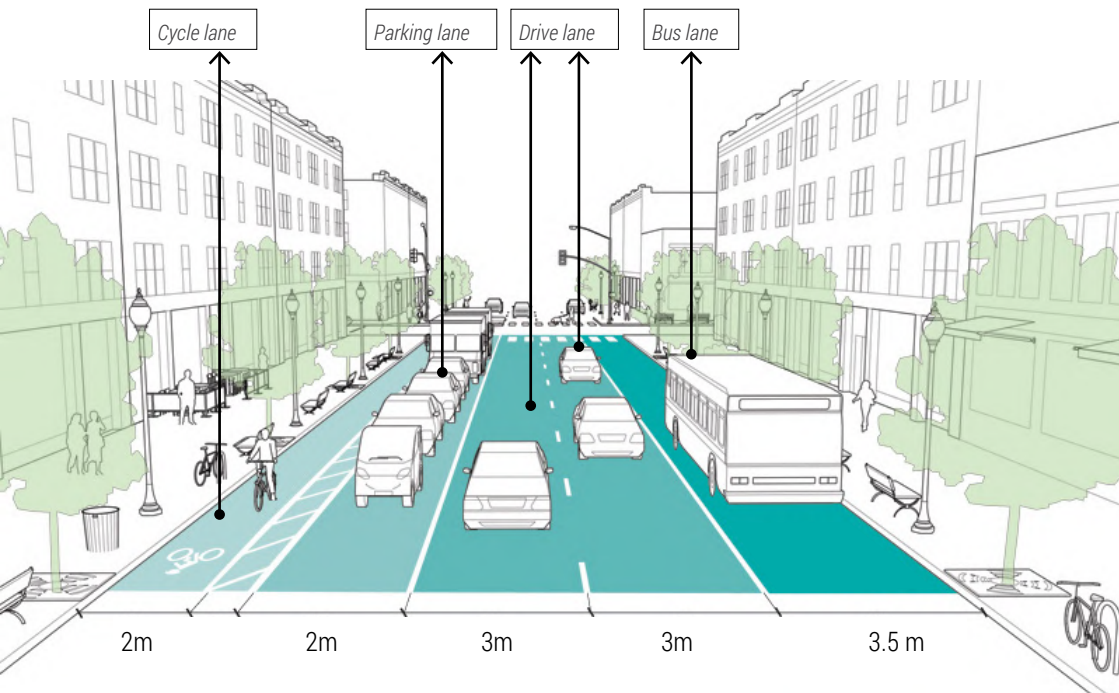 Cycle lane
Parking lane
Drive lane
Bus lane
2m
2m
3m
3m
3.5 m